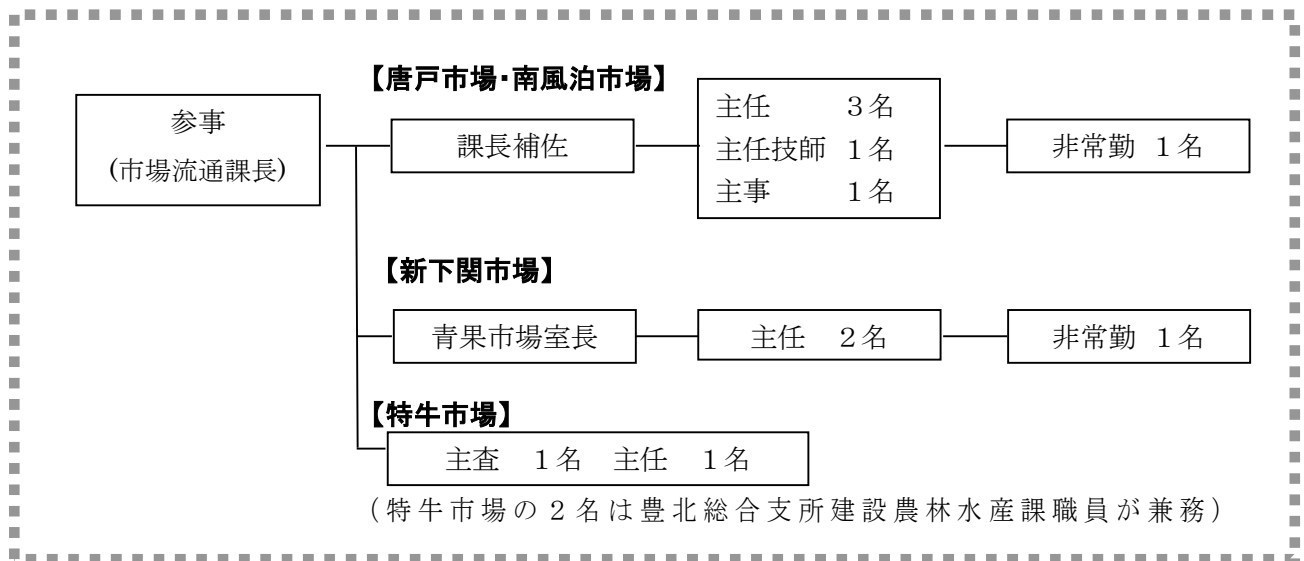 【唐戸市場・南風泊市場】
参事
(市場流通課長)
課長補佐
主任　　３名
主任技師 １名
主事　　１名
非常勤 １名
【新下関市場】
青果市場室長
主任　２名
非常勤 １名
【特牛市場】
主査　１名　主任　１名
（特牛市場の２名は豊北総合支所建設農林水産課職員が兼務）